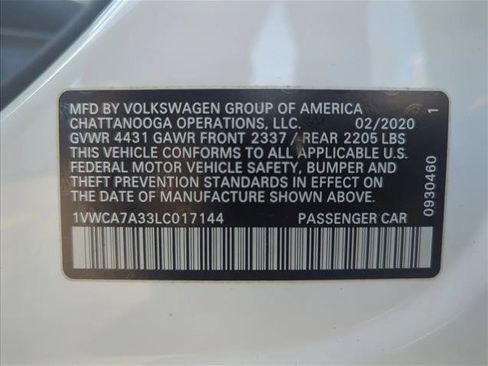 MFD BY VOLKSWAGEN GROUP OF AMERICA
CHATTANOOGA OPERATIONS, LLC. 02/2020
GVWR 4431 GAWR FRONT 2337 / REAR 2205 LBS
THIS VEHICLE CONFORMS TO ALL APPLICABLE U.S.
FEDERAL MOTOR VEHICLE SAFETY, BUMPER AND
THEFT PREVENTION STANDARDS IN EFFECT ON
THE DATE OF MANUFACTURE SHOWN ABOVE.
1VWCA7A33LC017144 PASSENGER CAR
0930460 1